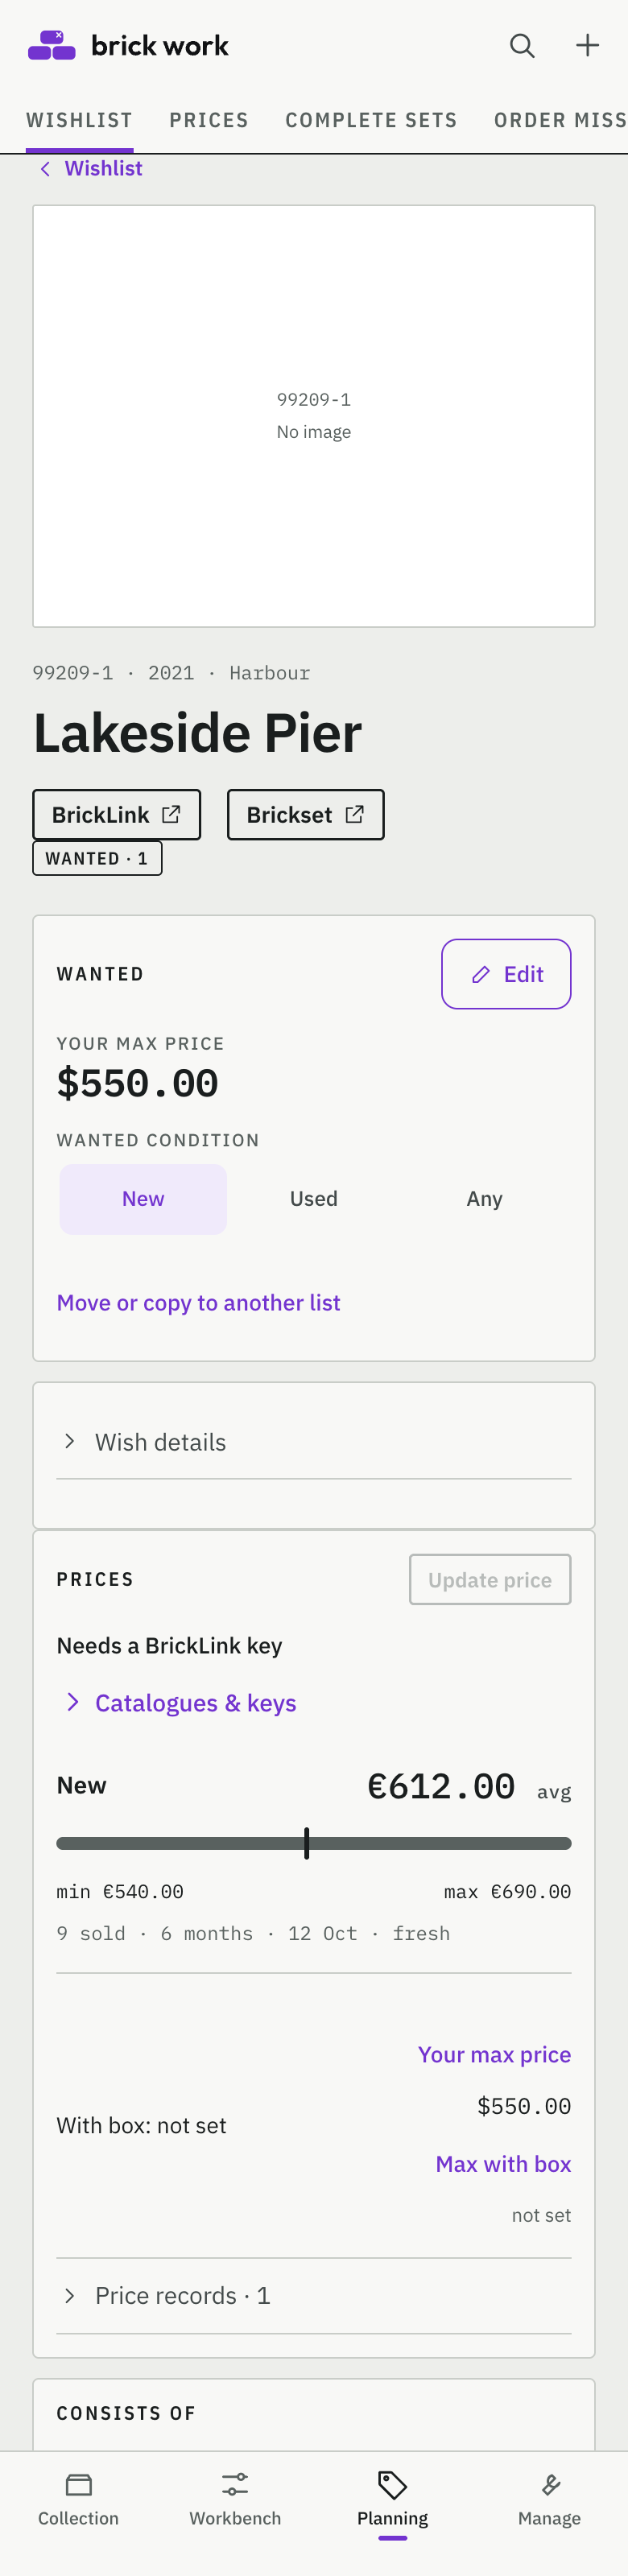 brick work
WISHLIST PRICES COMPLETE SETS ORDER MISS
Wishlist
99209-1
No image
99209-1 · 2021 · Harbour
Lakeside Pier
BrickLink Brickset
WANTED · 1
WANTED Edit
YOUR MAX PRICE
$550.00
WANTED CONDITION
New Used Any
Move or copy to another list
Wish details
PRICES Update price
Needs a BrickLink key
Catalogues & keys
New €612.00 avg
min €540.00 max €690.00
9 sold · 6 months · 12 Oct · fresh
Your max price
$550.00
With box: not set
Max with box
not set
Price records · 1
CONSISTS OF
Collection Workbench Planning Manage